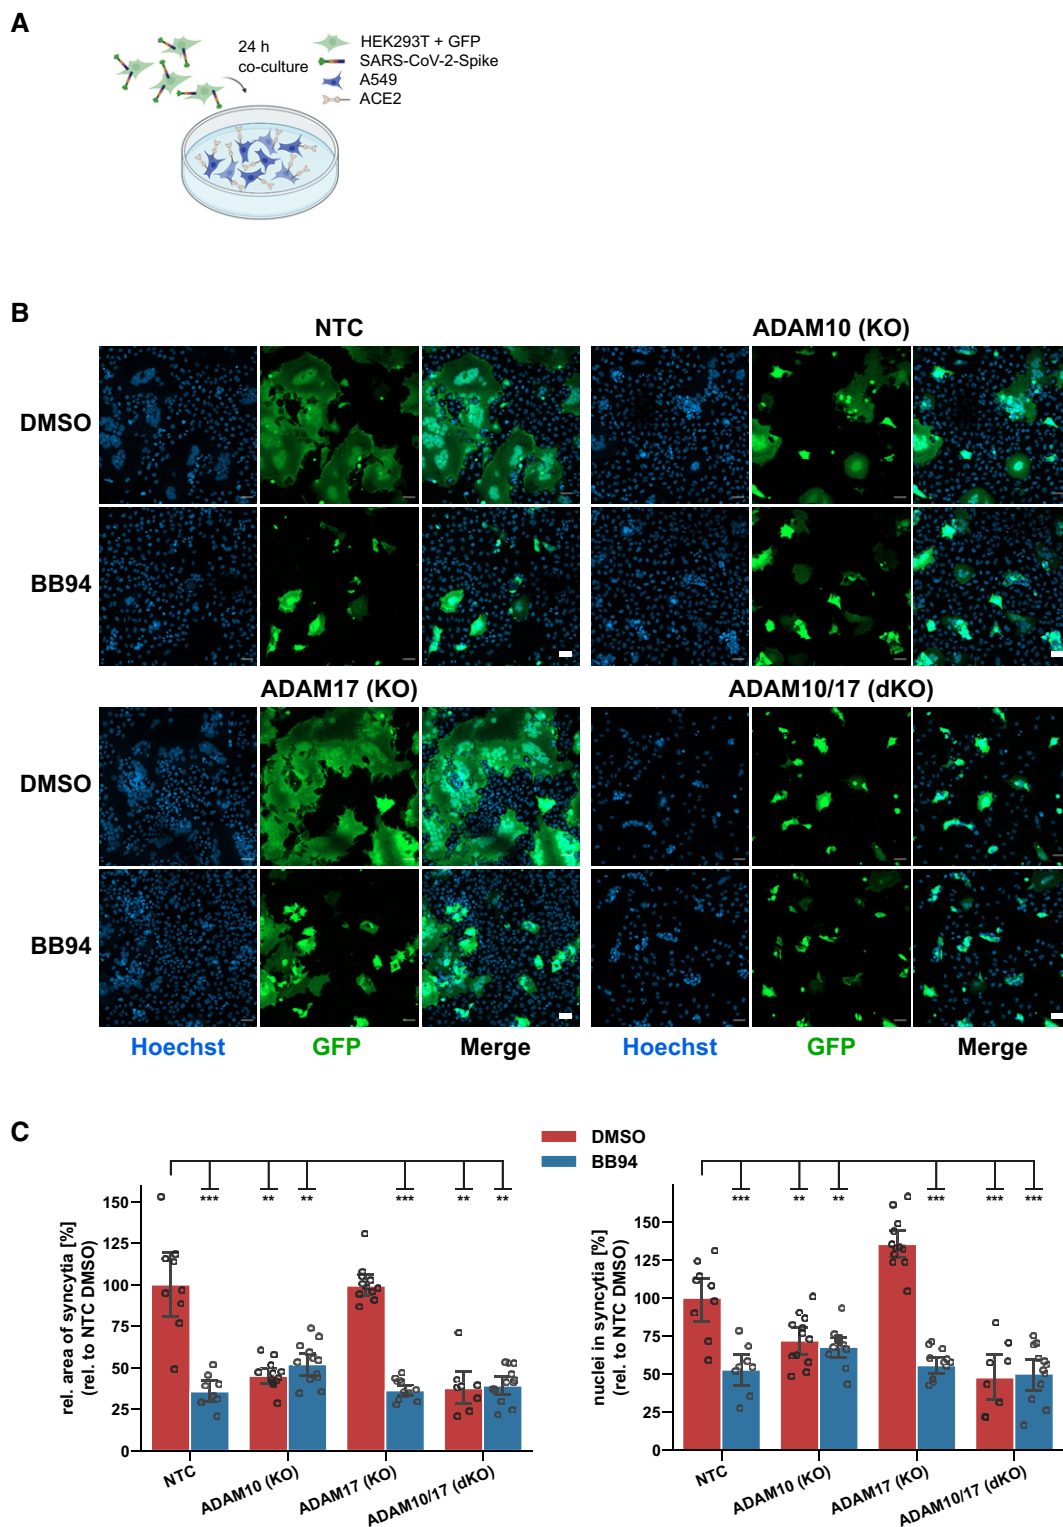 A
24 h
co-culture
HEK293T + GFP
SARS-CoV-2-Spike
A549
ACE2
B
NTC
ADAM10 (KO)
DMSO
BB94
ADAM17 (KO)
ADAM10/17 (dKO)
DMSO
BB94
Hoechst
GFP
Merge
Hoechst
GFP
Merge
C
DMSO
BB94
rel. area of syncytia [%]
(rel. to NTC DMSO)
150
125
100
75
50
25
0
***
**
**
***
**
**
NTC
ADAM10 (KO)
ADAM17 (KO)
ADAM10/17 (dKO)
nuclei in syncytia [%]
(rel. to NTC DMSO)
150
125
100
75
50
25
0
***
**
**
***
***
***
NTC
ADAM10 (KO)
ADAM17 (KO)
ADAM10/17 (dKO)